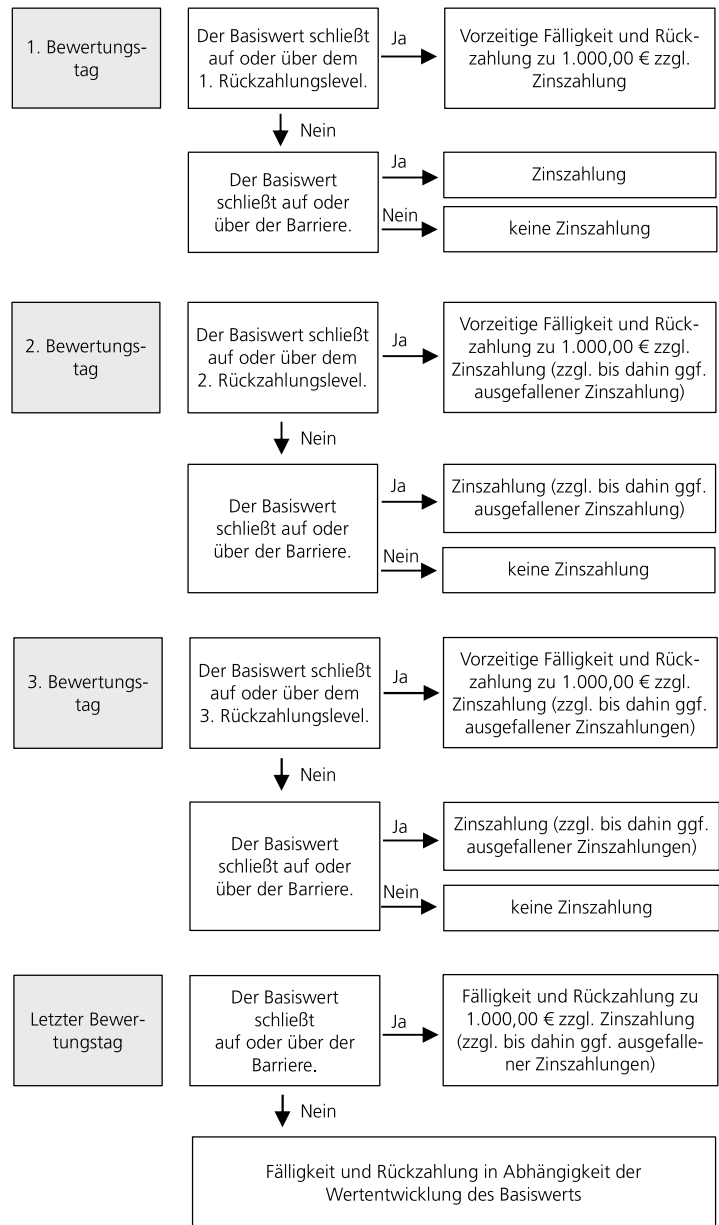 1. Bewertungs-
tag
Der Basiswert schließt
auf oder über dem
1. Rückzahlungslevel.
Ja
Vorzeitige Fälligkeit und Rück-
zahlung zu 1.000,00 € zzgl.
Zinszahlung
Nein
Der Basiswert
schließt auf oder
über der Barriere.
Ja
Zinszahlung
Nein
keine Zinszahlung
2. Bewertungs-
tag
Der Basiswert schließt
auf oder über dem
2. Rückzahlungslevel.
Ja
Vorzeitige Fälligkeit und Rück-
zahlung zu 1.000,00 € zzgl.
Zinszahlung (zzgl. bis dahin ggf.
ausgefallener Zinszahlung)
Nein
Der Basiswert
schließt auf oder
über der Barriere.
Ja
Zinszahlung (zzgl. bis dahin ggf.
ausgefallener Zinszahlung)
Nein
keine Zinszahlung
3. Bewertungs-
tag
Der Basiswert schließt
auf oder über dem
3. Rückzahlungslevel.
Ja
Vorzeitige Fälligkeit und Rück-
zahlung zu 1.000,00 € zzgl.
Zinszahlung (zzgl. bis dahin ggf.
ausgefallener Zinszahlungen)
Nein
Der Basiswert
schließt auf oder
über der Barriere.
Ja
Zinszahlung (zzgl. bis dahin ggf.
ausgefallener Zinszahlungen)
Nein
keine Zinszahlung
Letzter Bewer-
tungstag
Der Basiswert
schließt
auf oder über der
Barriere.
Ja
Fälligkeit und Rückzahlung zu
1.000,00 € zzgl. Zinszahlung
(zzgl. bis dahin ggf. ausgefalle-
ner Zinszahlungen)
Nein
Fälligkeit und Rückzahlung in Abhängigkeit der
Wertentwicklung des Basiswerts